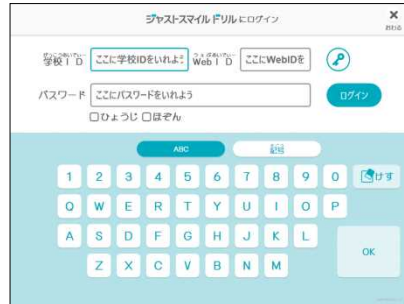 ジャストスマイルドリルにログイン
×
おわる
学校ID ここに学校IDをいれよう WebID ここにWebIDを
パスワード ここにパスワードをいれよう ログイン
ひょうじ ほぞん
ABC 記号
1 2 3 4 5 6 7 8 9 0 けす
Q W E R T Y U I O P
A S D F G H J K L
OK
Z X C V B N M